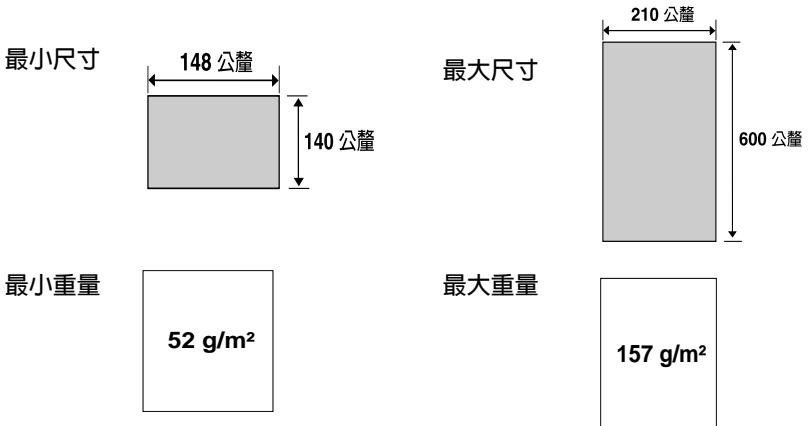 最小尺寸
148 公釐
140 公釐
最大尺寸
210 公釐
600 公釐
最小重量
52 g/m²
最大重量
157 g/m²